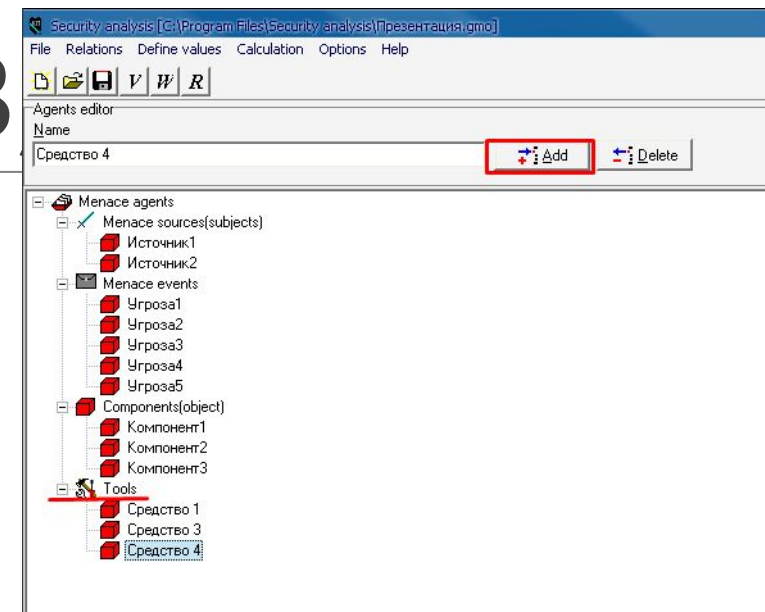 Security analysis [C:\Program Files\Security analysis\Презентация.gmo]
File Relations Define values Calculation Options Help
V W R
Agents editor
Name
Средство 4 Add Delete
Menace agents
Menace sources(subjects)
Источник1
Источник2
Menace events
Угроза1
Угроза2
Угроза3
Угроза4
Угроза5
Components(object)
Компонент1
Компонент2
Компонент3
Tools
Средство 1
Средство 3
Средство 4